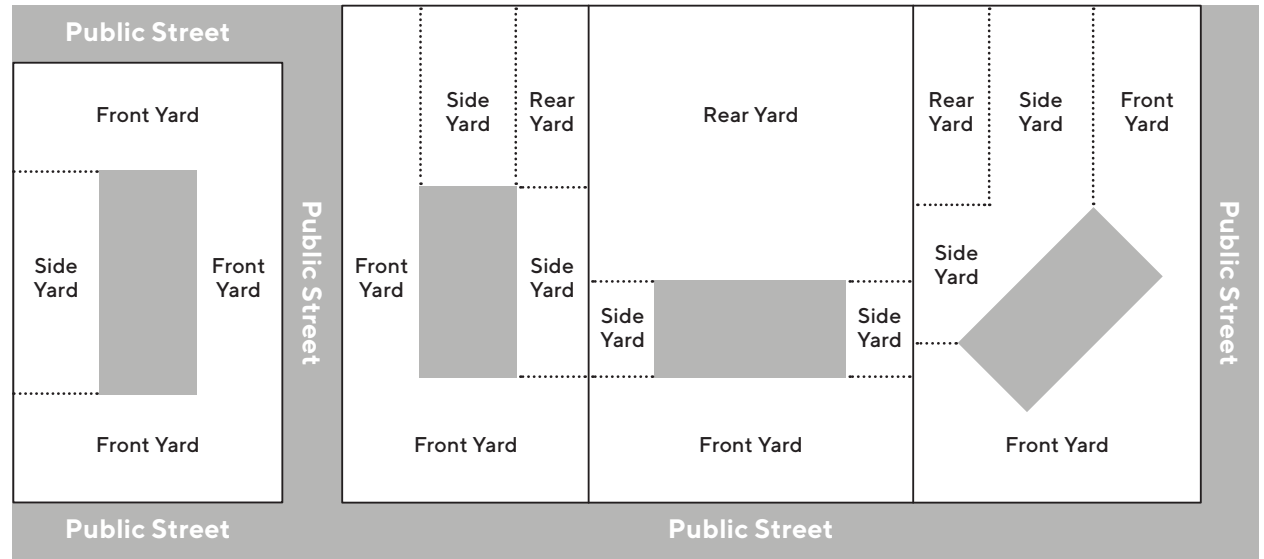 Public Street
Front Yard
Side
Yard
Front
Yard
Front Yard
Public Street
Public Street
Side
Yard
Rear
Yard
Front
Yard
Side
Yard
Front Yard
Rear Yard
Side
Yard
Side
Yard
Front Yard
Rear
Yard
Side
Yard
Front
Yard
Side
Yard
Front Yard
Public Street
Public Street